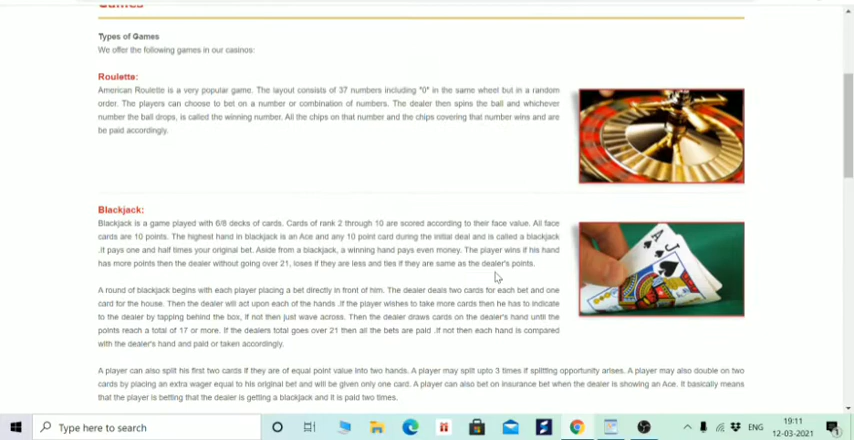 Games
Types of Games
We offer the following games in our casinos:
Roulette:
American Roulette is a very popular game. The layout consists of 37 numbers including "0" in the same wheel but in a random
order. The players can choose to bet on a number or combination of numbers. The dealer then spins the ball and whichever
number the ball drops, is called the winning number. All the chips on that number and the chips covering that number wins and are
be paid accordingly.
Blackjack:
Blackjack is a game played with 6/8 decks of cards. Cards of rank 2 through 10 are scored according to their face value. All face
cards are 10 points. The highest hand in blackjack is an Ace and any 10 point card during the initial deal and is called a blackjack
.It pays one and half times your original bet. Aside from a blackjack, a winning hand pays even money. The player wins if his hand
has more points then the dealer without going over 21, loses if they are less and ties if they are same as the dealer's points.
A round of blackjack begins with each player placing a bet directly in front of him. The dealer deals two cards for each bet and one
card for the house. Then the dealer will act upon each of the hands .If the player wishes to take more cards then he has to indicate
to the dealer by tapping behind the box, if not then just wave across. Then the dealer draws cards on the dealer's hand until the
points reach a total of 17 or more. If the dealers total goes over 21 then all the bets are paid .If not then each hand is compared
with the dealer's hand and paid or taken accordingly.
A player can also split his first two cards if they are of equal point value into two hands. A player may split upto 3 times if splitting opportunity arises. A player may also double on two
cards by placing an extra wager equal to his original bet and will be given only one card. A player can also bet on insurance bet when the dealer is showing an Ace. It basically means
that the player is betting that the dealer is getting a blackjack and it is paid two times.
A
J
Type here to search
ENG
19:11
12-03-2021